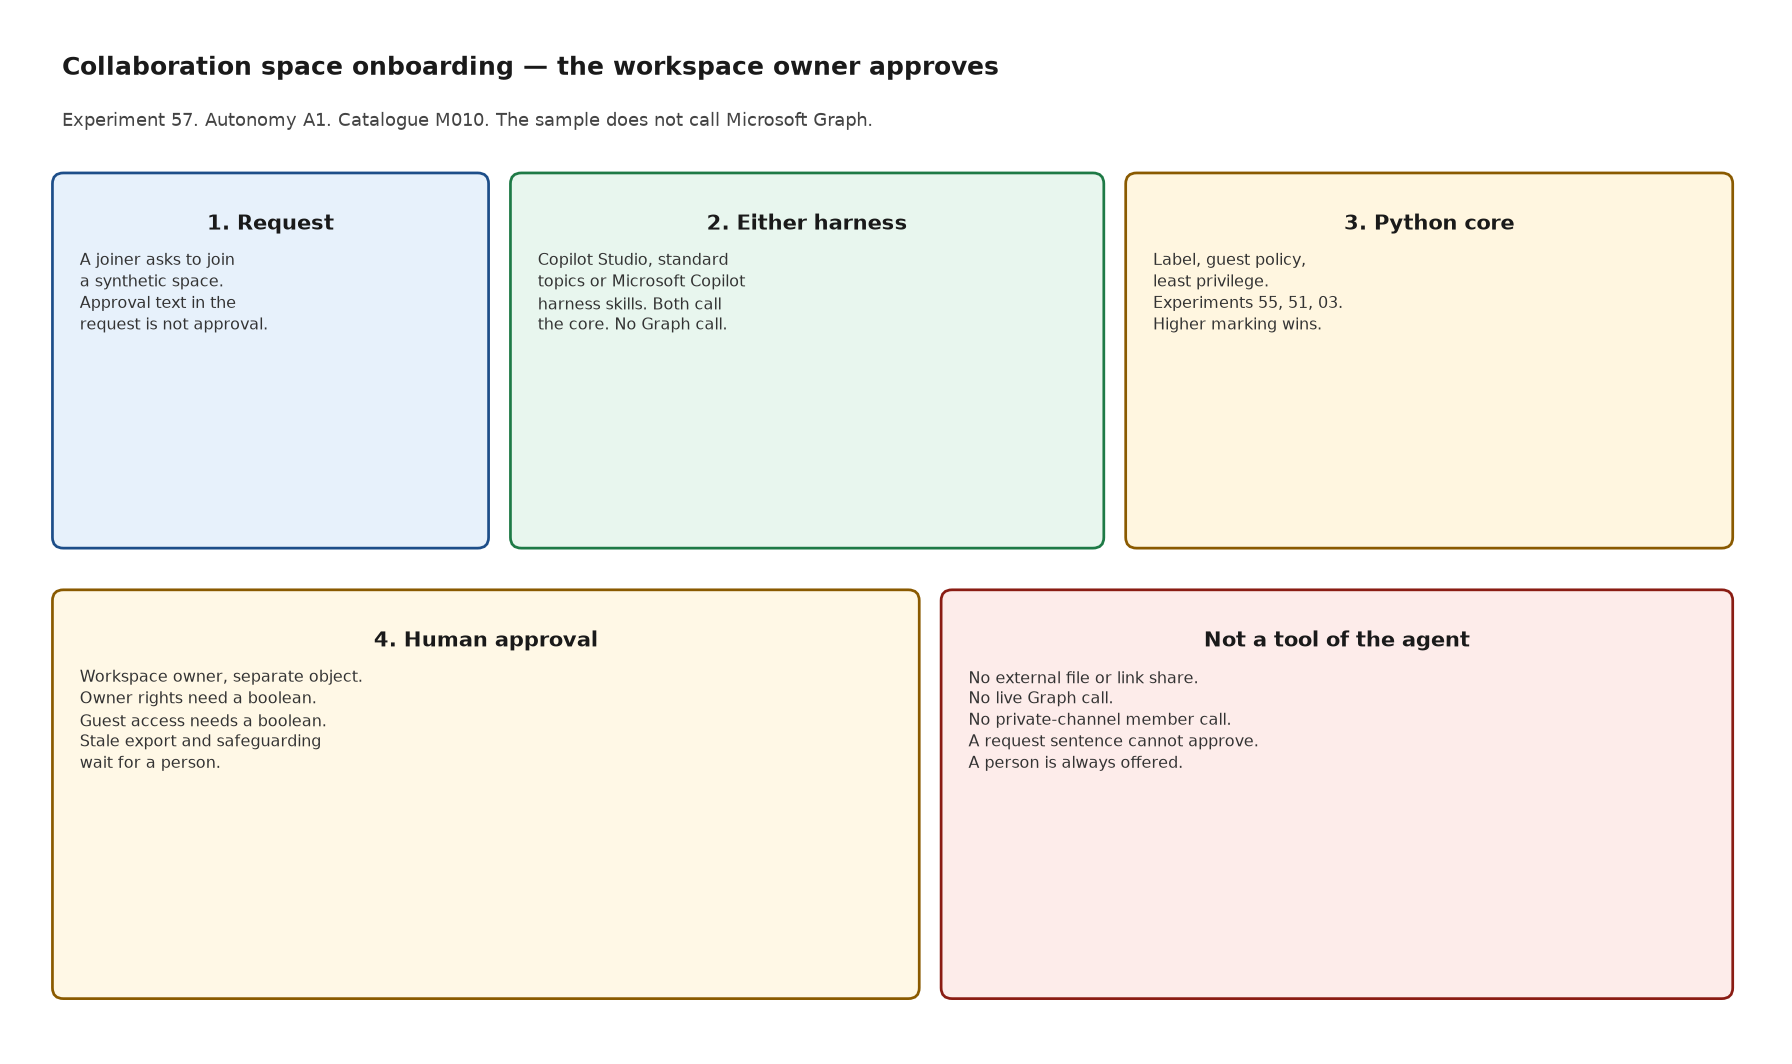 Collaboration space onboarding — the workspace owner approves
Experiment 57. Autonomy A1. Catalogue M010. The sample does not call Microsoft Graph.
1. Request
A joiner asks to join
a synthetic space.
Approval text in the
request is not approval.
2. Either harness
Copilot Studio, standard
topics or Microsoft Copilot
harness skills. Both call
the core. No Graph call.
3. Python core
Label, guest policy,
least privilege.
Experiments 55, 51, 03.
Higher marking wins.
4. Human approval
Workspace owner, separate object.
Owner rights need a boolean.
Guest access needs a boolean.
Stale export and safeguarding
wait for a person.
Not a tool of the agent
No external file or link share.
No live Graph call.
No private-channel member call.
A request sentence cannot approve.
A person is always offered.